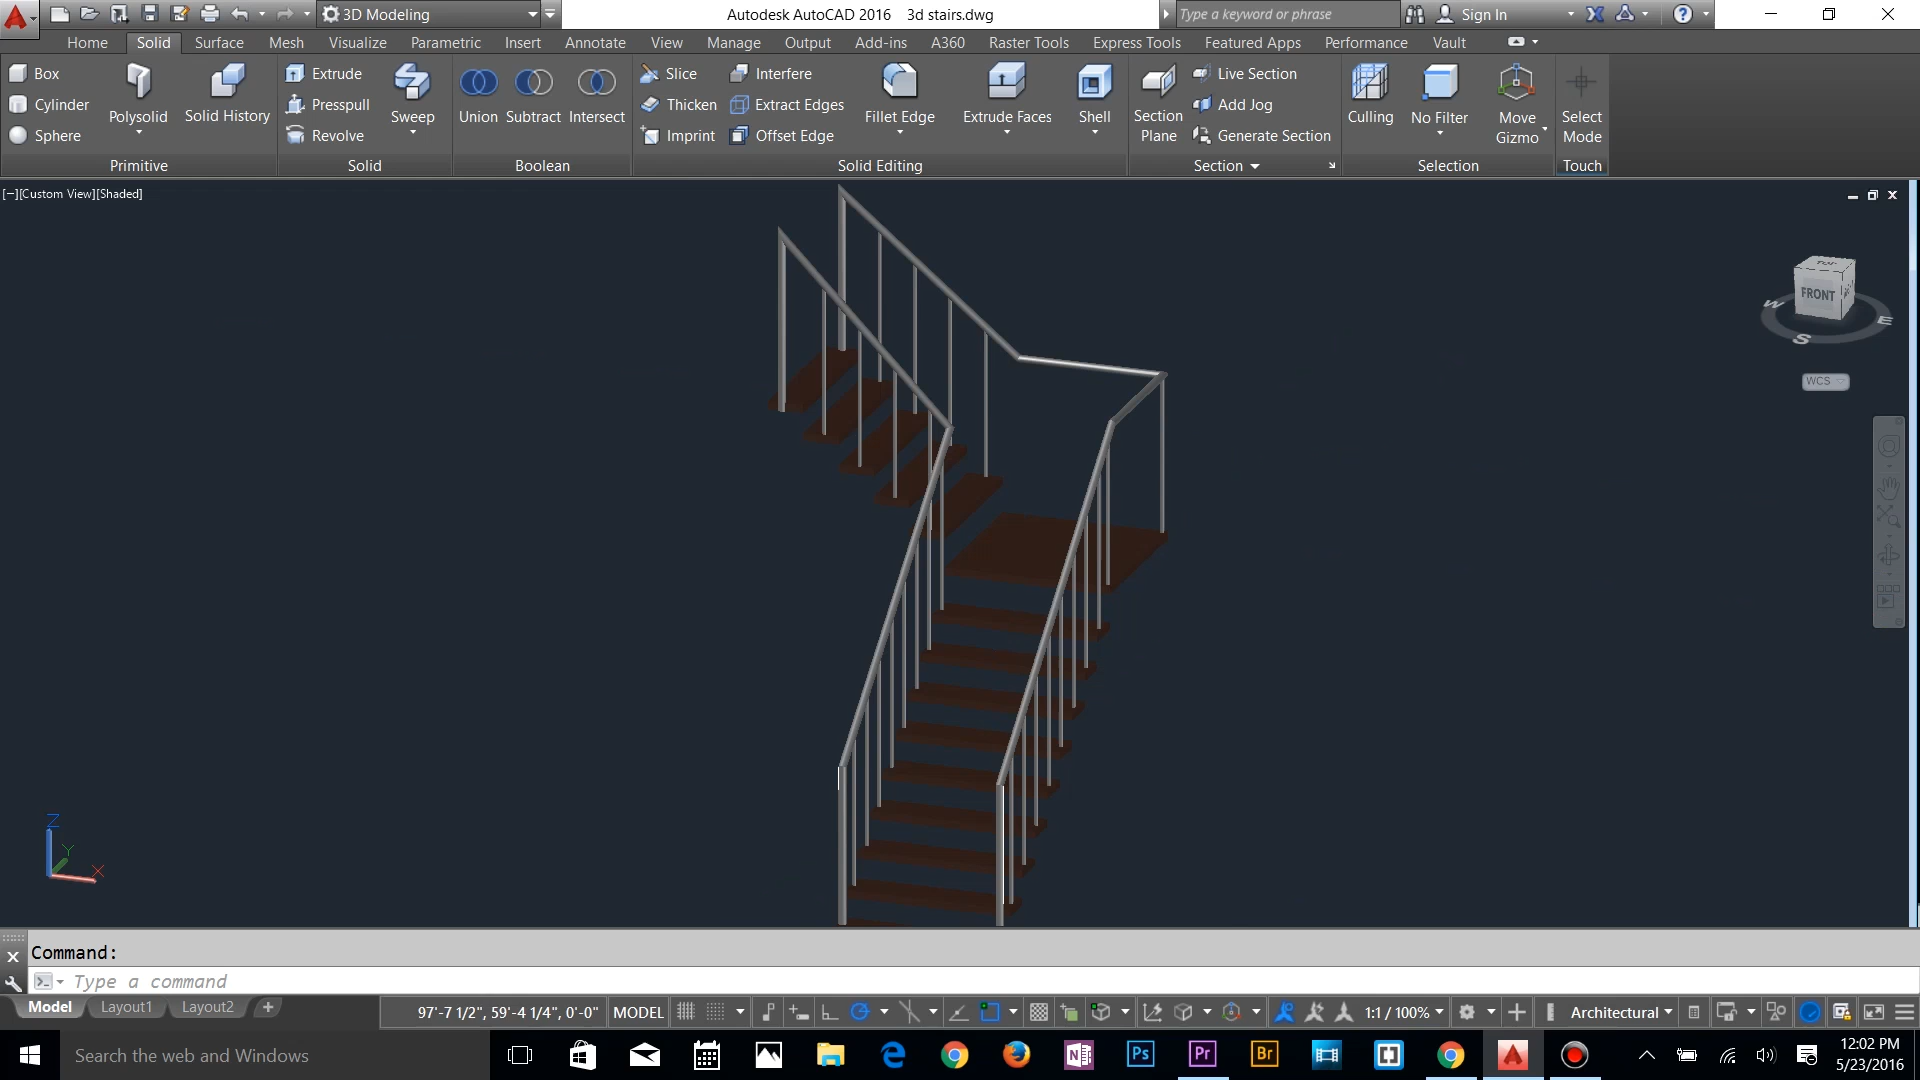 3D Modeling
Autodesk AutoCAD 2016 3d stairs.dwg
Type a keyword or phrase
Sign In
Home Solid Surface Mesh Visualize Parametric Insert Annotate View Manage Output Add-ins A360 Raster Tools Express Tools Featured Apps Performance Vault
Box
Cylinder
Sphere
Polysolid
Solid History
Primitive
Extrude
Presspull
Revolve
Sweep
Solid
Union Subtract Intersect
Boolean
Slice
Thicken
Imprint
Interfere
Extract Edges
Offset Edge
Fillet Edge
Extrude Faces
Shell
Solid Editing
Section
Plane
Live Section
Add Jog
Generate Section
Section
Culling
No Filter
Move
Gizmo
Selection
Select
Mode
Touch
[−][Custom View][Shaded]
TOP
FRONT
W
S
E
WCS
Z
Y
X
Command:
Type a command
Model Layout1 Layout2 +
97'-7 1/2", 59'-4 1/4", 0'-0" MODEL
1:1 / 100%
Architectural
Search the web and Windows
N
Ps
Pr
Br
12:02 PM
5/23/2016